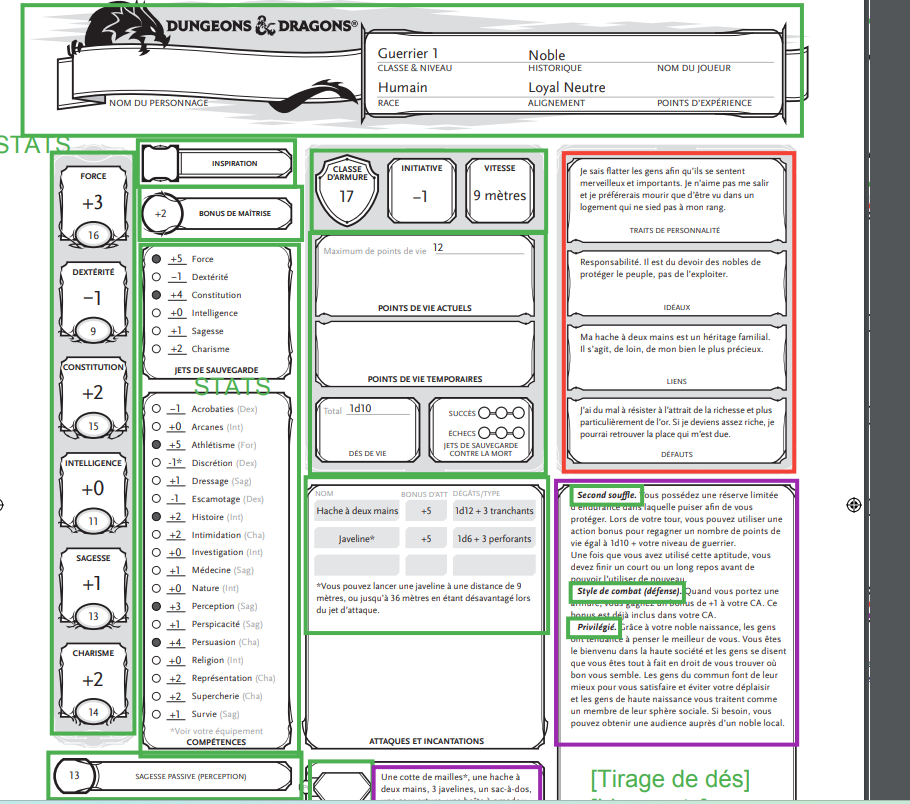 DUNGEONS & DRAGONS®
Guerrier 1
Noble
CLASSE & NIVEAU
HISTORIQUE
NOM DU JOUEUR
Humain
Loyal Neutre
NOM DU PERSONNAGE
RACE
ALIGNEMENT
POINTS D'EXPÉRIENCE
STATS
FORCE
+3
16
DEXTÉRITÉ
−1
9
CONSTITUTION
+2
15
INTELLIGENCE
+0
11
SAGESSE
+1
13
CHARISME
+2
14
INSPIRATION
+2
BONUS DE MAÎTRISE
+5 Force
−1 Dextérité
+4 Constitution
+0 Intelligence
+1 Sagesse
+2 Charisme
JETS DE SAUVEGARDE
STATS
−1 Acrobaties (Dex)
+0 Arcanes (Int)
+5 Athlétisme (For)
-1* Discrétion (Dex)
+1 Dressage (Sag)
-1 Escamotage (Dex)
+2 Histoire (Int)
+2 Intimidation (Cha)
+0 Investigation (Int)
+1 Médecine (Sag)
+0 Nature (Int)
+3 Perception (Sag)
+1 Perspicacité (Sag)
+4 Persuasion (Cha)
+0 Religion (Int)
+2 Représentation (Cha)
+2 Supercherie (Cha)
+1 Survie (Sag)
*Voir votre équipement
COMPÉTENCES
13
SAGESSE PASSIVE (PERCEPTION)
CLASSE
D'ARMURE
17
INITIATIVE
−1
VITESSE
9 mètres
Maximum de points de vie 12
POINTS DE VIE ACTUELS
POINTS DE VIE TEMPORAIRES
Total 1d10
DÉS DE VIE
SUCCÈS
ÉCHECS
JETS DE SAUVEGARDE
CONTRE LA MORT
NOM
BONUS D'ATT
DÉGÂTS/TYPE
Hache à deux mains
+5
1d12 + 3 tranchants
Javeline*
+5
1d6 + 3 perforants
*Vous pouvez lancer une javeline à une distance de 9
mètres, ou jusqu'à 36 mètres en étant désavantagé lors
du jet d'attaque.
ATTAQUES ET INCANTATIONS
Une cotte de mailles*, une hache à
deux mains, 3 javelines, un sac-à-dos,
Je sais flatter les gens afin qu'ils se sentent
merveilleux et importants. Je n'aime pas me salir
et je préférerais mourir que d'être vu dans un
logement qui ne sied pas à mon rang.
TRAITS DE PERSONNALITÉ
Responsabilité. Il est du devoir des nobles de
protéger le peuple, pas de l'exploiter.
IDÉAUX
Ma hache à deux mains est un héritage familial.
Il s'agit, de loin, de mon bien le plus précieux.
LIENS
J'ai du mal à résister à l'attrait de la richesse et plus
particulièrement de l'or. Si je deviens assez riche, je
pourrai retrouver la place qui m'est due.
DÉFAUTS
Second souffle. Vous possédez une réserve limitée
d'endurance dans laquelle puiser afin de vous
protéger. Lors de votre tour, vous pouvez utiliser une
action bonus pour regagner un nombre de points de
vie égal à 1d10 + votre niveau de guerrier.
Une fois que vous avez utilisé cette aptitude, vous
devez finir un court ou un long repos avant de
pouvoir l'utiliser de nouveau.
Style de combat (défense). Quand vous portez une
armure, vous gagnez un bonus de +1 à votre CA. Ce
bonus est déjà inclus dans votre CA.
Privilégié. Grâce à votre noble naissance, les gens
ont tendance à penser le meilleur de vous. Vous êtes
le bienvenu dans la haute société et les gens se disent
que vous êtes tout à fait en droit de vous trouver où
bon vous semble. Les gens du commun font de leur
mieux pour vous satisfaire et éviter votre déplaisir
et les gens de haute naissance vous traitent comme
un membre de leur sphère sociale. Si besoin, vous
pouvez obtenir une audience auprès d'un noble local.
[Tirage de dés]